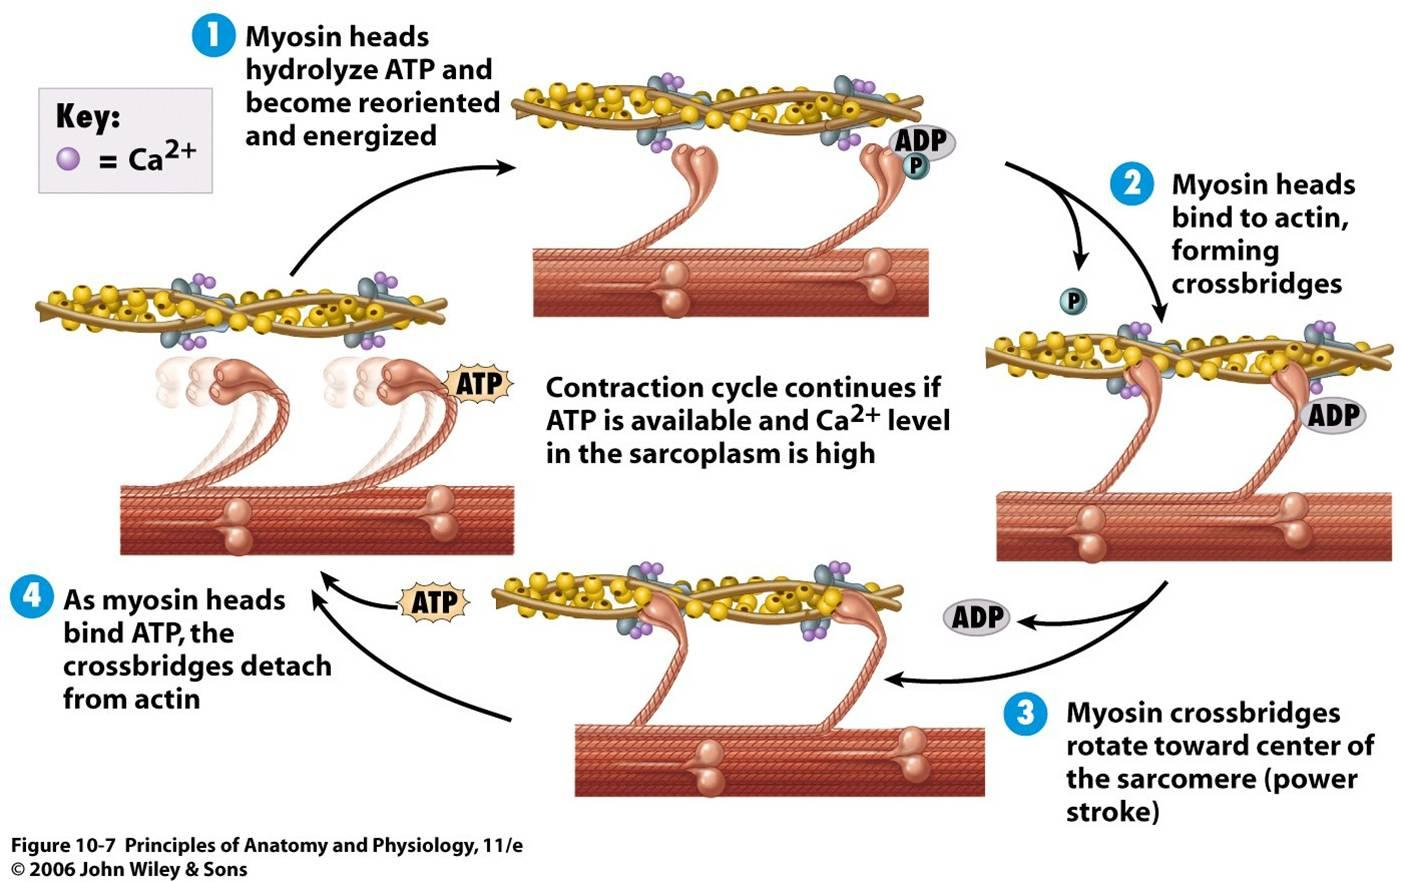 1
Myosin heads
hydrolyze ATP and
become reoriented
and energized
Key:
= Ca2+
ADP
P
2
Myosin heads
bind to actin,
forming
crossbridges
P
ATP
Contraction cycle continues if
ATP is available and Ca2+ level
in the sarcoplasm is high
ADP
4
As myosin heads
bind ATP, the
crossbridges detach
from actin
ATP
ADP
3
Myosin crossbridges
rotate toward center of
the sarcomere (power
stroke)
Figure 10-7 Principles of Anatomy and Physiology, 11/e
© 2006 John Wiley & Sons